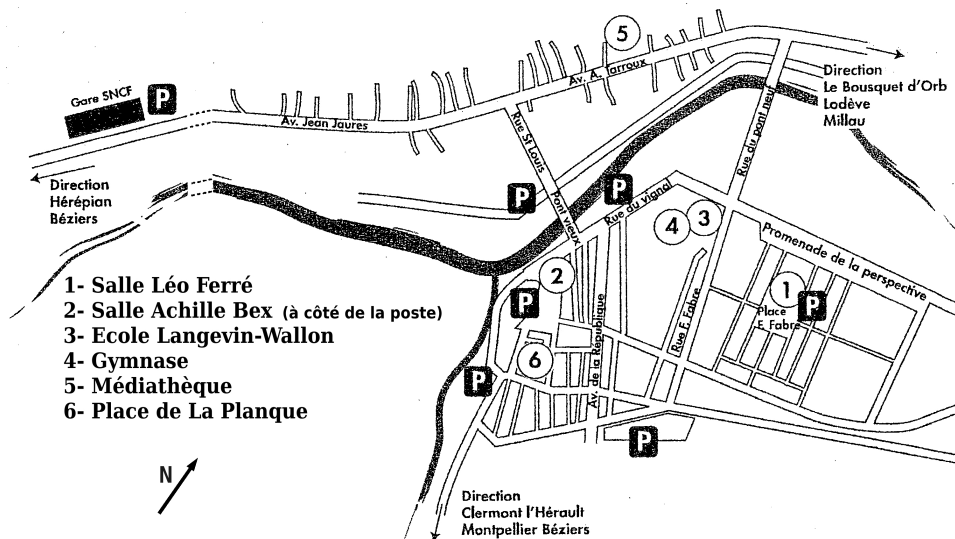 5
Av. A. Tarroux
Gare SNCF
P
Av. Jean Jaures
Rue St Louis
Rue du pont neuf
Direction
Le Bousquet d'Orb
Lodève
Millau
Direction
Hérépian
Béziers
P
P
Pont vieux
Rue du vignal
4
3
Promenade de la perspective
1- Salle Léo Ferré
2- Salle Achille Bex (à côté de la poste)
3- Ecole Langevin-Wallon
4- Gymnase
5- Médiathèque
6- Place de La Planque
2
P
1
P
Place
E. Fabre
Rue F. Fabre
Av. de la République
6
P
P
N
Direction
Clermont l'Hérault
Montpellier Béziers